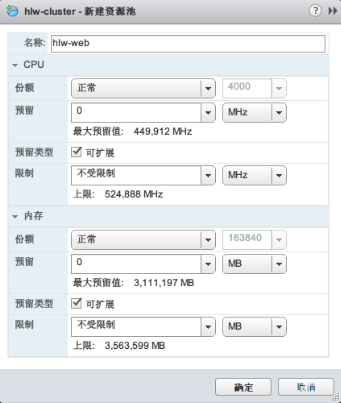 hlw-cluster - 新建资源池
名称: hlw-web
CPU
份额 正常 4000
预留 0 MHz
最大预留值: 449,912 MHz
预留类型 可扩展
限制 不受限制 MHz
上限: 524,888 MHz
内存
份额 正常 163840
预留 0 MB
最大预留值: 3,111,197 MB
预留类型 可扩展
限制 不受限制 MB
上限: 3,563,599 MB
确定 取消